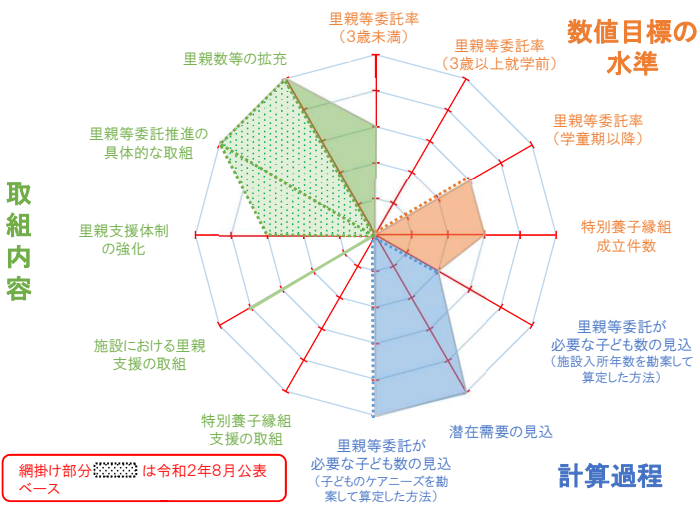 里親等委託率
（３歳未満）
里親等委託率
（３歳以上就学前）
数値目標の
水準
里親等委託率
（学童期以降）
特別養子縁組
成立件数
里親等委託が
必要な子ども数の見込
（施設入所年数を勘案して
算定した方法）
潜在需要の見込
計算過程
里親等委託が
必要な子ども数の見込
（子どものケアニーズを勘
案して算定した方法）
特別養子縁組
支援の取組
施設における里親
支援の取組
里親支援体制
の強化
里親等委託推進の
具体的な取組
里親数等の拡充
取組内容
網掛け部分 は令和２年８月公表
ベース